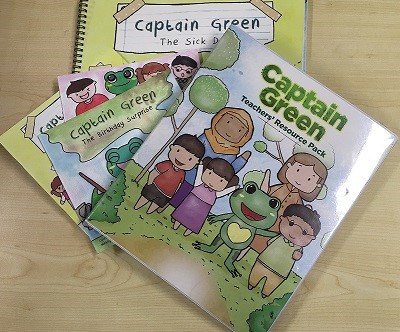 Captain Green
The Sick D
Captain Green
The Birthday Surprise
Captain
Green
Teachers' Resource Pack